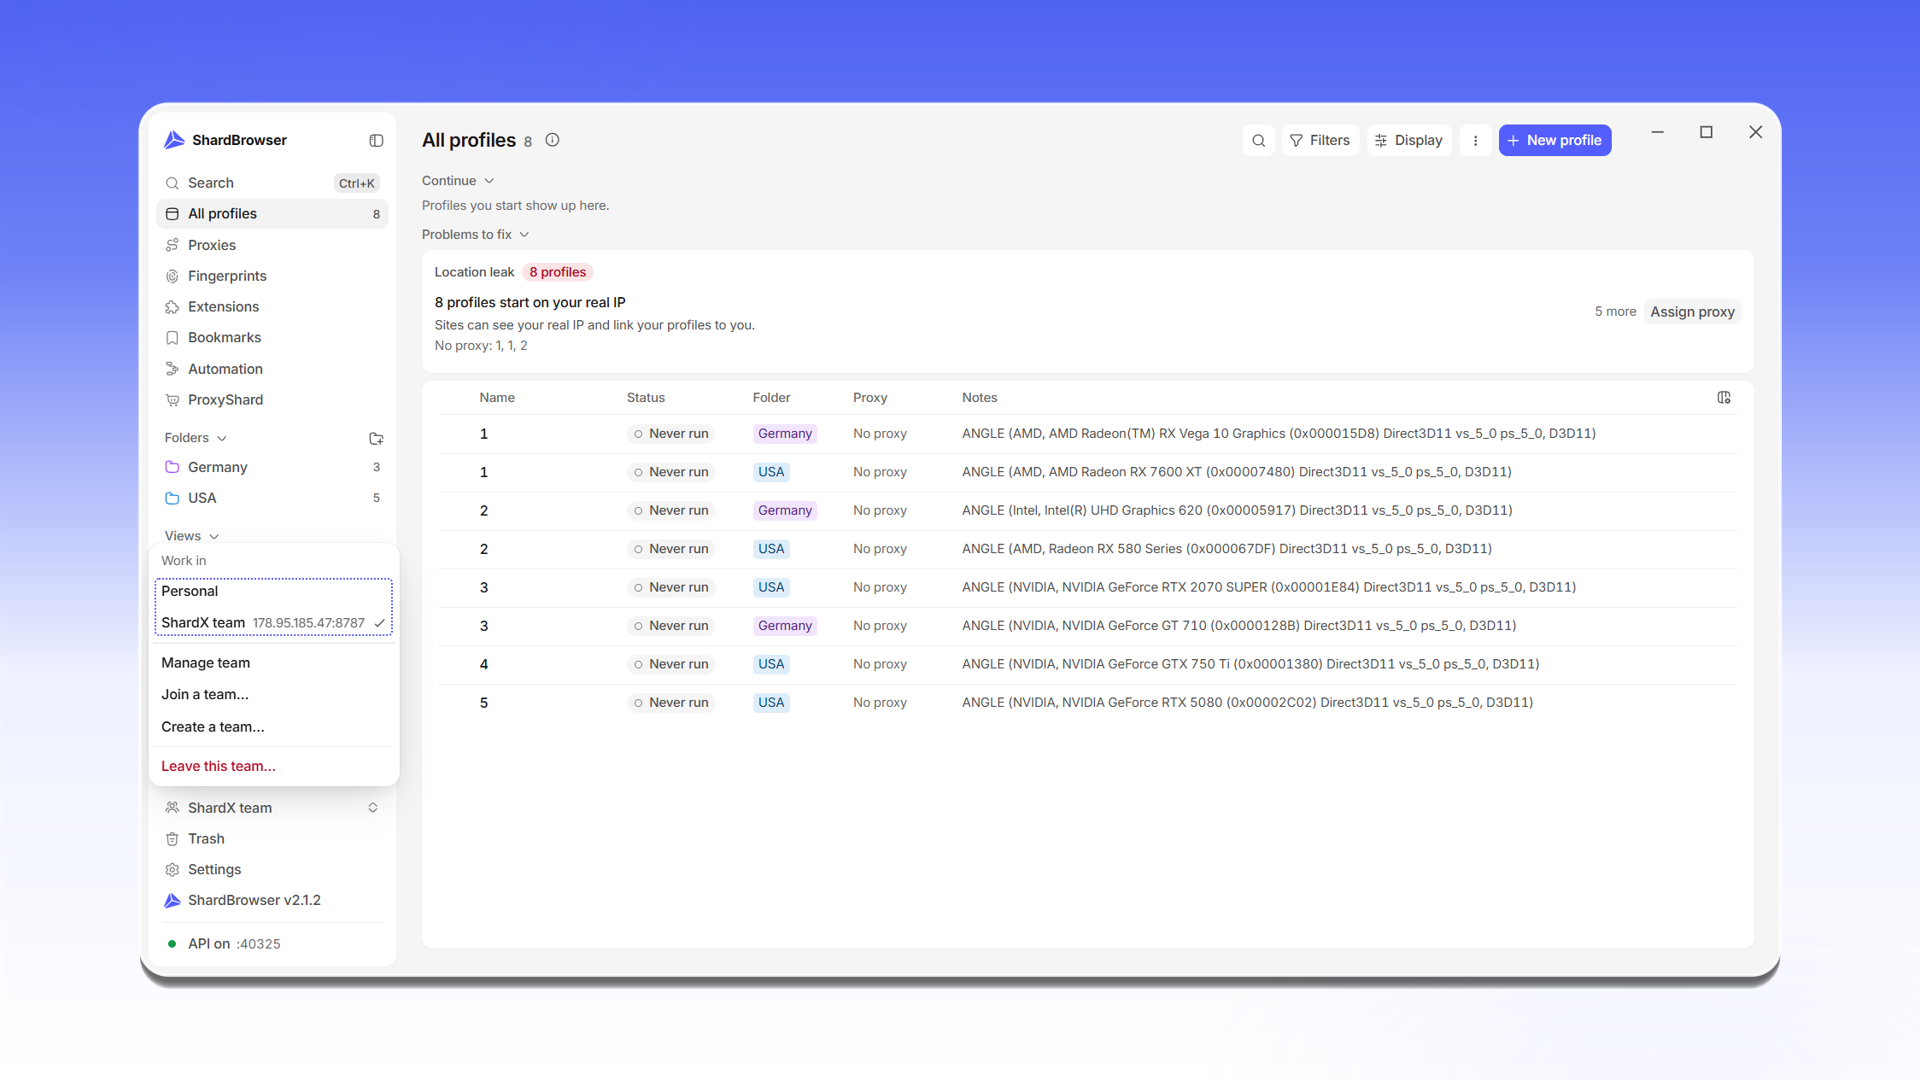 ShardBrowser
Search Ctrl+K
All profiles 8
Proxies
Fingerprints
Extensions
Bookmarks
Automation
ProxyShard
Folders
Germany 3
USA 5
Views
Work in
Personal
ShardX team 178.95.185.47:8787
Manage team
Join a team...
Create a team...
Leave this team...
ShardX team
Trash
Settings
ShardBrowser v2.1.2
API on :40325
All profiles 8
Filters
Display
New profile
Continue
Profiles you start show up here.
Problems to fix
Location leak 8 profiles
8 profiles start on your real IP
Sites can see your real IP and link your profiles to you.
No proxy: 1, 1, 2
5 more Assign proxy
Name Status Folder Proxy Notes
1 Never run Germany No proxy ANGLE (AMD, AMD Radeon(TM) RX Vega 10 Graphics (0x000015D8) Direct3D11 vs_5_0 ps_5_0, D3D11)
1 Never run USA No proxy ANGLE (AMD, AMD Radeon RX 7600 XT (0x00007480) Direct3D11 vs_5_0 ps_5_0, D3D11)
2 Never run Germany No proxy ANGLE (Intel, Intel(R) UHD Graphics 620 (0x00005917) Direct3D11 vs_5_0 ps_5_0, D3D11)
2 Never run USA No proxy ANGLE (AMD, Radeon RX 580 Series (0x000067DF) Direct3D11 vs_5_0 ps_5_0, D3D11)
3 Never run USA No proxy ANGLE (NVIDIA, NVIDIA GeForce RTX 2070 SUPER (0x00001E84) Direct3D11 vs_5_0 ps_5_0, D3D11)
3 Never run Germany No proxy ANGLE (NVIDIA, NVIDIA GeForce GT 710 (0x0000128B) Direct3D11 vs_5_0 ps_5_0, D3D11)
4 Never run USA No proxy ANGLE (NVIDIA, NVIDIA GeForce GTX 750 Ti (0x00001380) Direct3D11 vs_5_0 ps_5_0, D3D11)
5 Never run USA No proxy ANGLE (NVIDIA, NVIDIA GeForce RTX 5080 (0x00002C02) Direct3D11 vs_5_0 ps_5_0, D3D11)